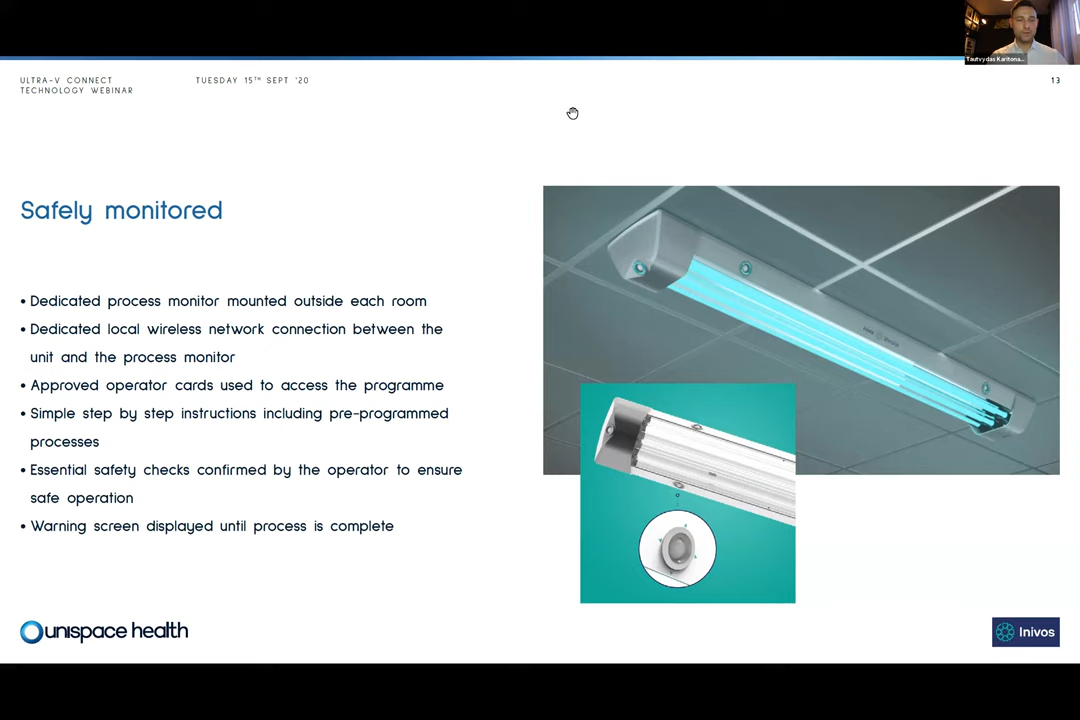 Tautvydas Karitona...
ULTRA-V CONNECT
TECHNOLOGY WEBINAR
TUESDAY 15TH SEPT '20
13
Safely monitored
• Dedicated process monitor mounted outside each room
• Dedicated local wireless network connection between the
unit and the process monitor
• Approved operator cards used to access the programme
• Simple step by step instructions including pre-programmed
processes
• Essential safety checks confirmed by the operator to ensure
safe operation
• Warning screen displayed until process is complete
unispace health
Inivos